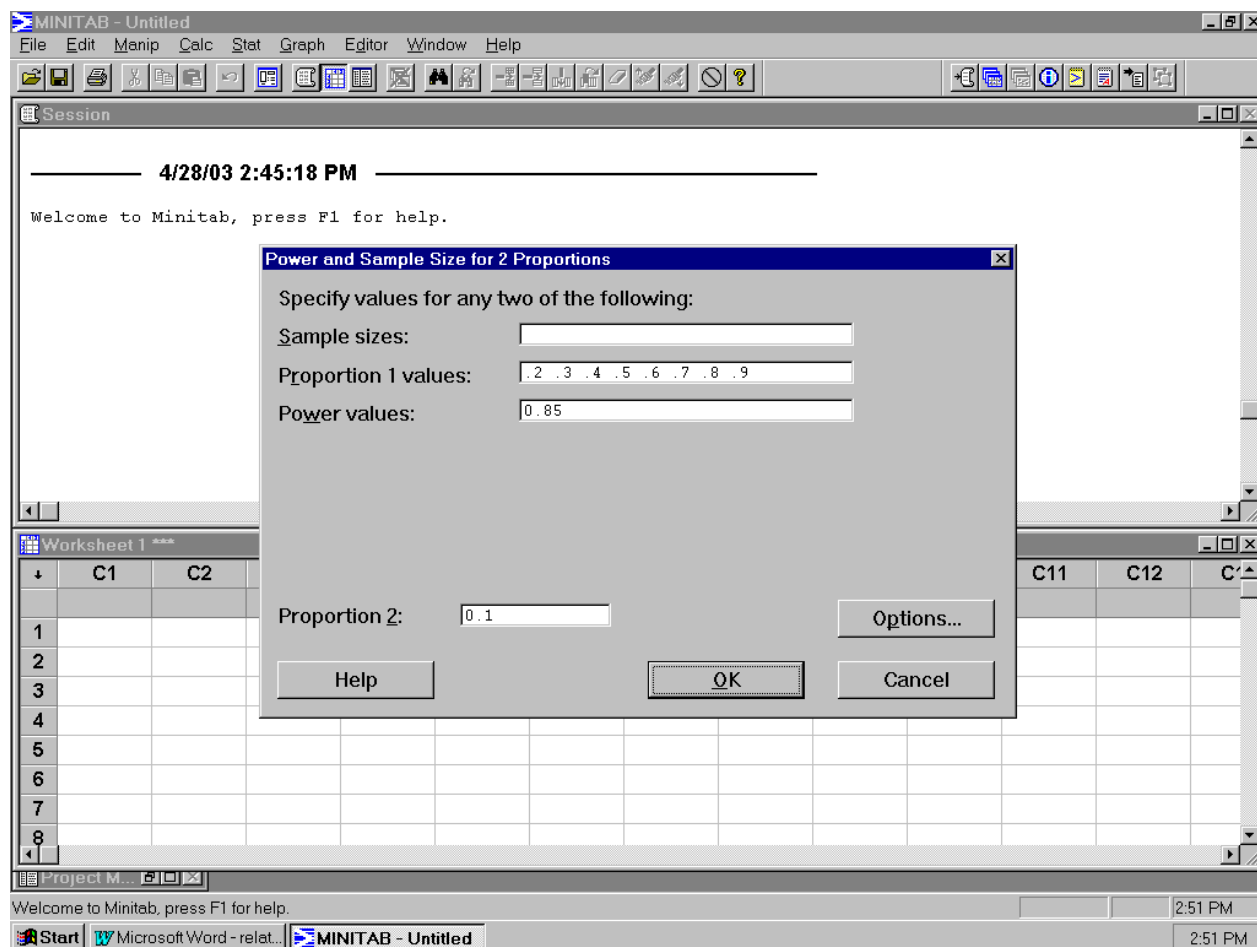 MINITAB - Untitled
File Edit Manip Calc Stat Graph Editor Window Help
Session
4/28/03 2:45:18 PM
Welcome to Minitab, press F1 for help.
Power and Sample Size for 2 Proportions
Specify values for any two of the following:
Sample sizes:
Proportion 1 values: .2 .3 .4 .5 .6 .7 .8 .9
Power values: 0.85
Proportion 2: 0.1
Options...
Help OK Cancel
Worksheet 1 ***
C1 C2 C11 C12
1
2
3
4
5
6
7
8
Project M...
Welcome to Minitab, press F1 for help. 2:51 PM
Start Microsoft Word - relat... MINITAB - Untitled 2:51 PM